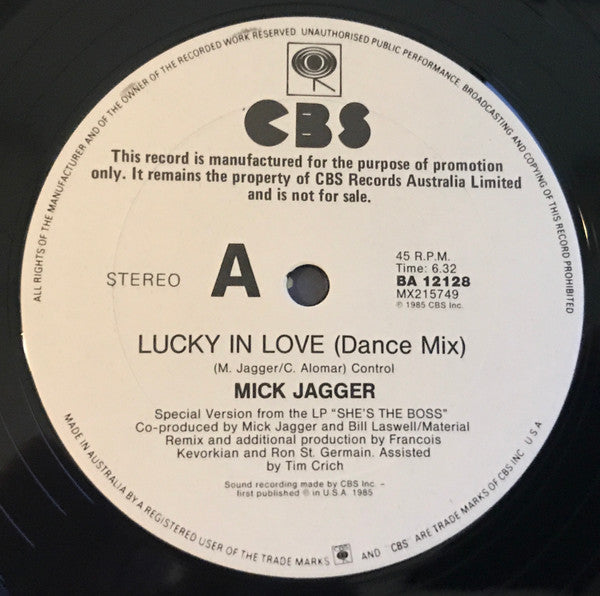 ALL RIGHTS OF THE MANUFACTURER AND OF THE OWNER OF THE RECORDED WORK RESERVED. UNAUTHORISED PUBLIC PERFORMANCE, BROADCASTING AND COPYING OF THIS RECORD PROHIBITED
CBS
This record is manufactured for the purpose of promotion
only. It remains the property of CBS Records Australia Limited
and is not for sale.
STEREO
A
45 R.P.M.
Time: 6.32
BA 12128
MX215749
℗ 1985 CBS Inc.
LUCKY IN LOVE (Dance Mix)
(M. Jagger/C. Alomar) Control
MICK JAGGER
Special Version from the LP "SHE'S THE BOSS"
Co-produced by Mick Jagger and Bill Laswell/Material
Remix and additional production by Francois
Kevorkian and Ron St. Germain. Assisted
by Tim Crich
Sound recording made by CBS Inc. –
first published ℗ in U.S.A. 1985
MADE IN AUSTRALIA BY A REGISTERED USER OF THE TRADE MARKS AND "CBS" ARE TRADE MARKS OF CBS INC U S A